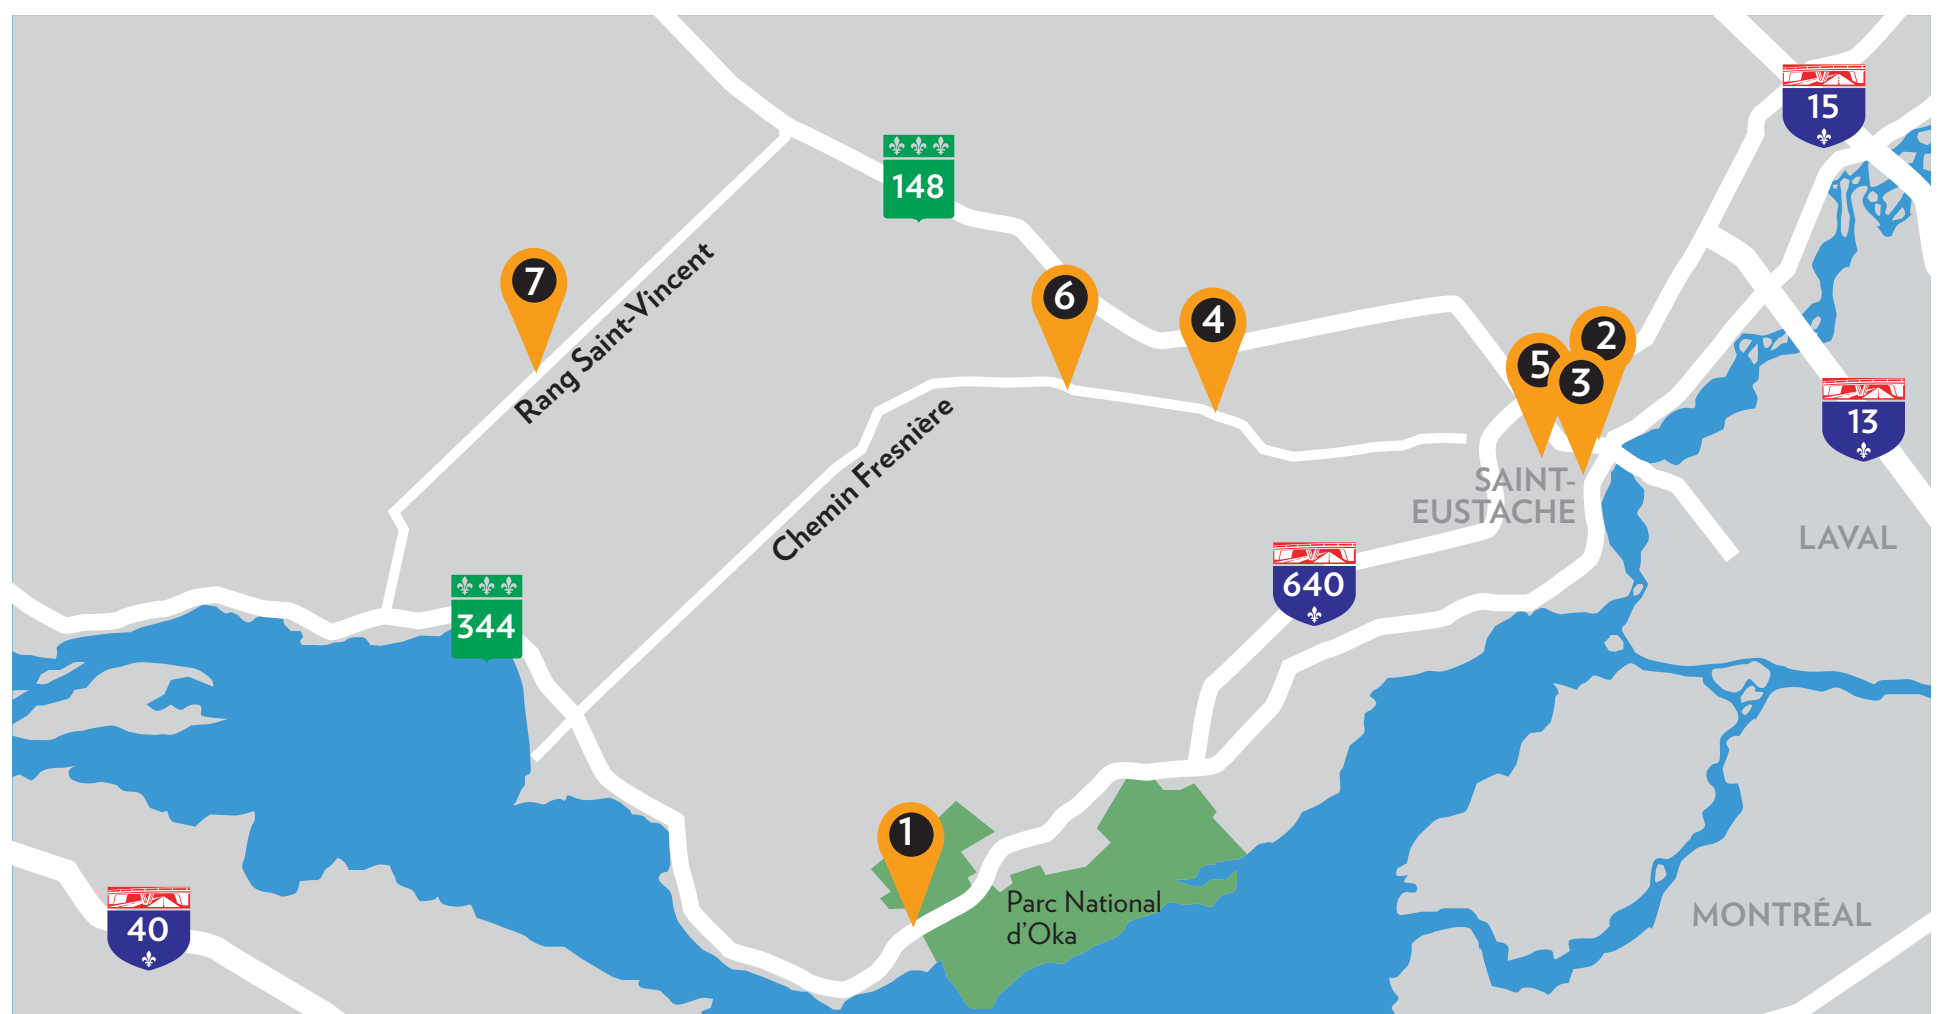 15
148
7
Rang Saint-Vincent
6
4
2
5
3
13
Chemin Fresnière
SAINT-
EUSTACHE
LAVAL
640
344
1
Parc National
d'Oka
MONTRÉAL
40